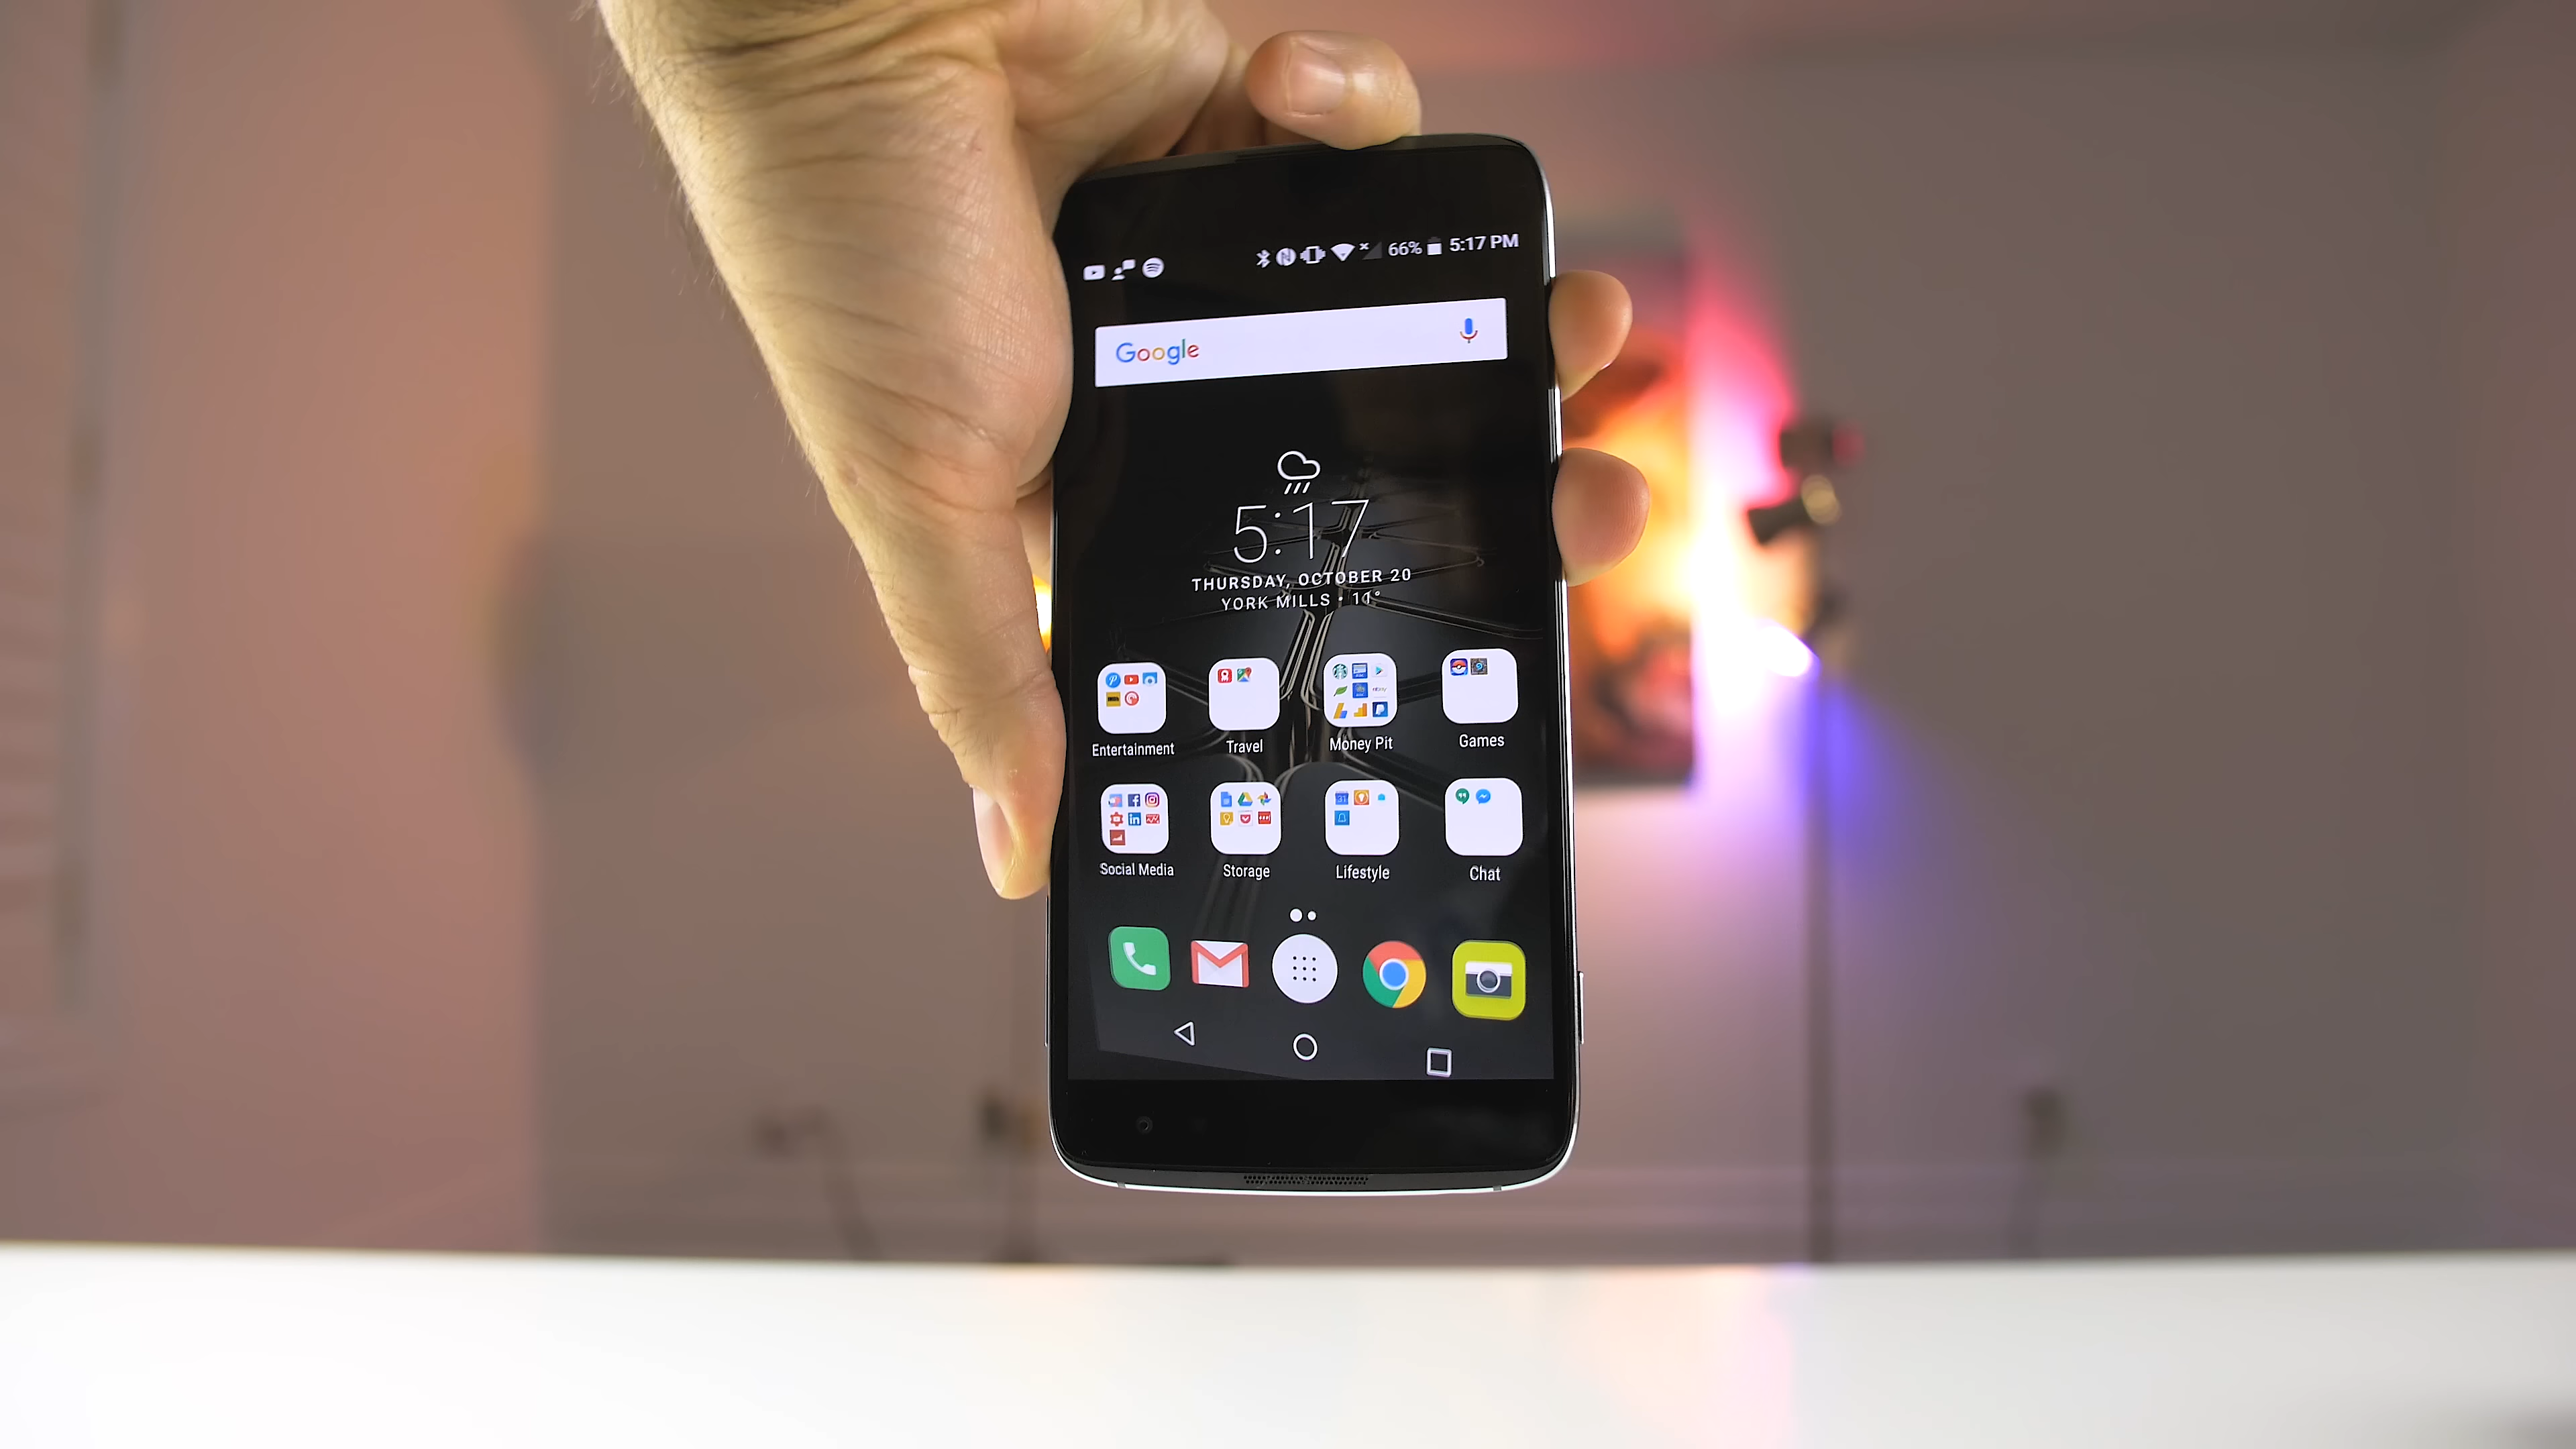 66% 5:17 PM
Google
5:17
THURSDAY, OCTOBER 20
YORK MILLS • 11°
Entertainment Travel Money Pit Games
Social Media Storage Lifestyle Chat